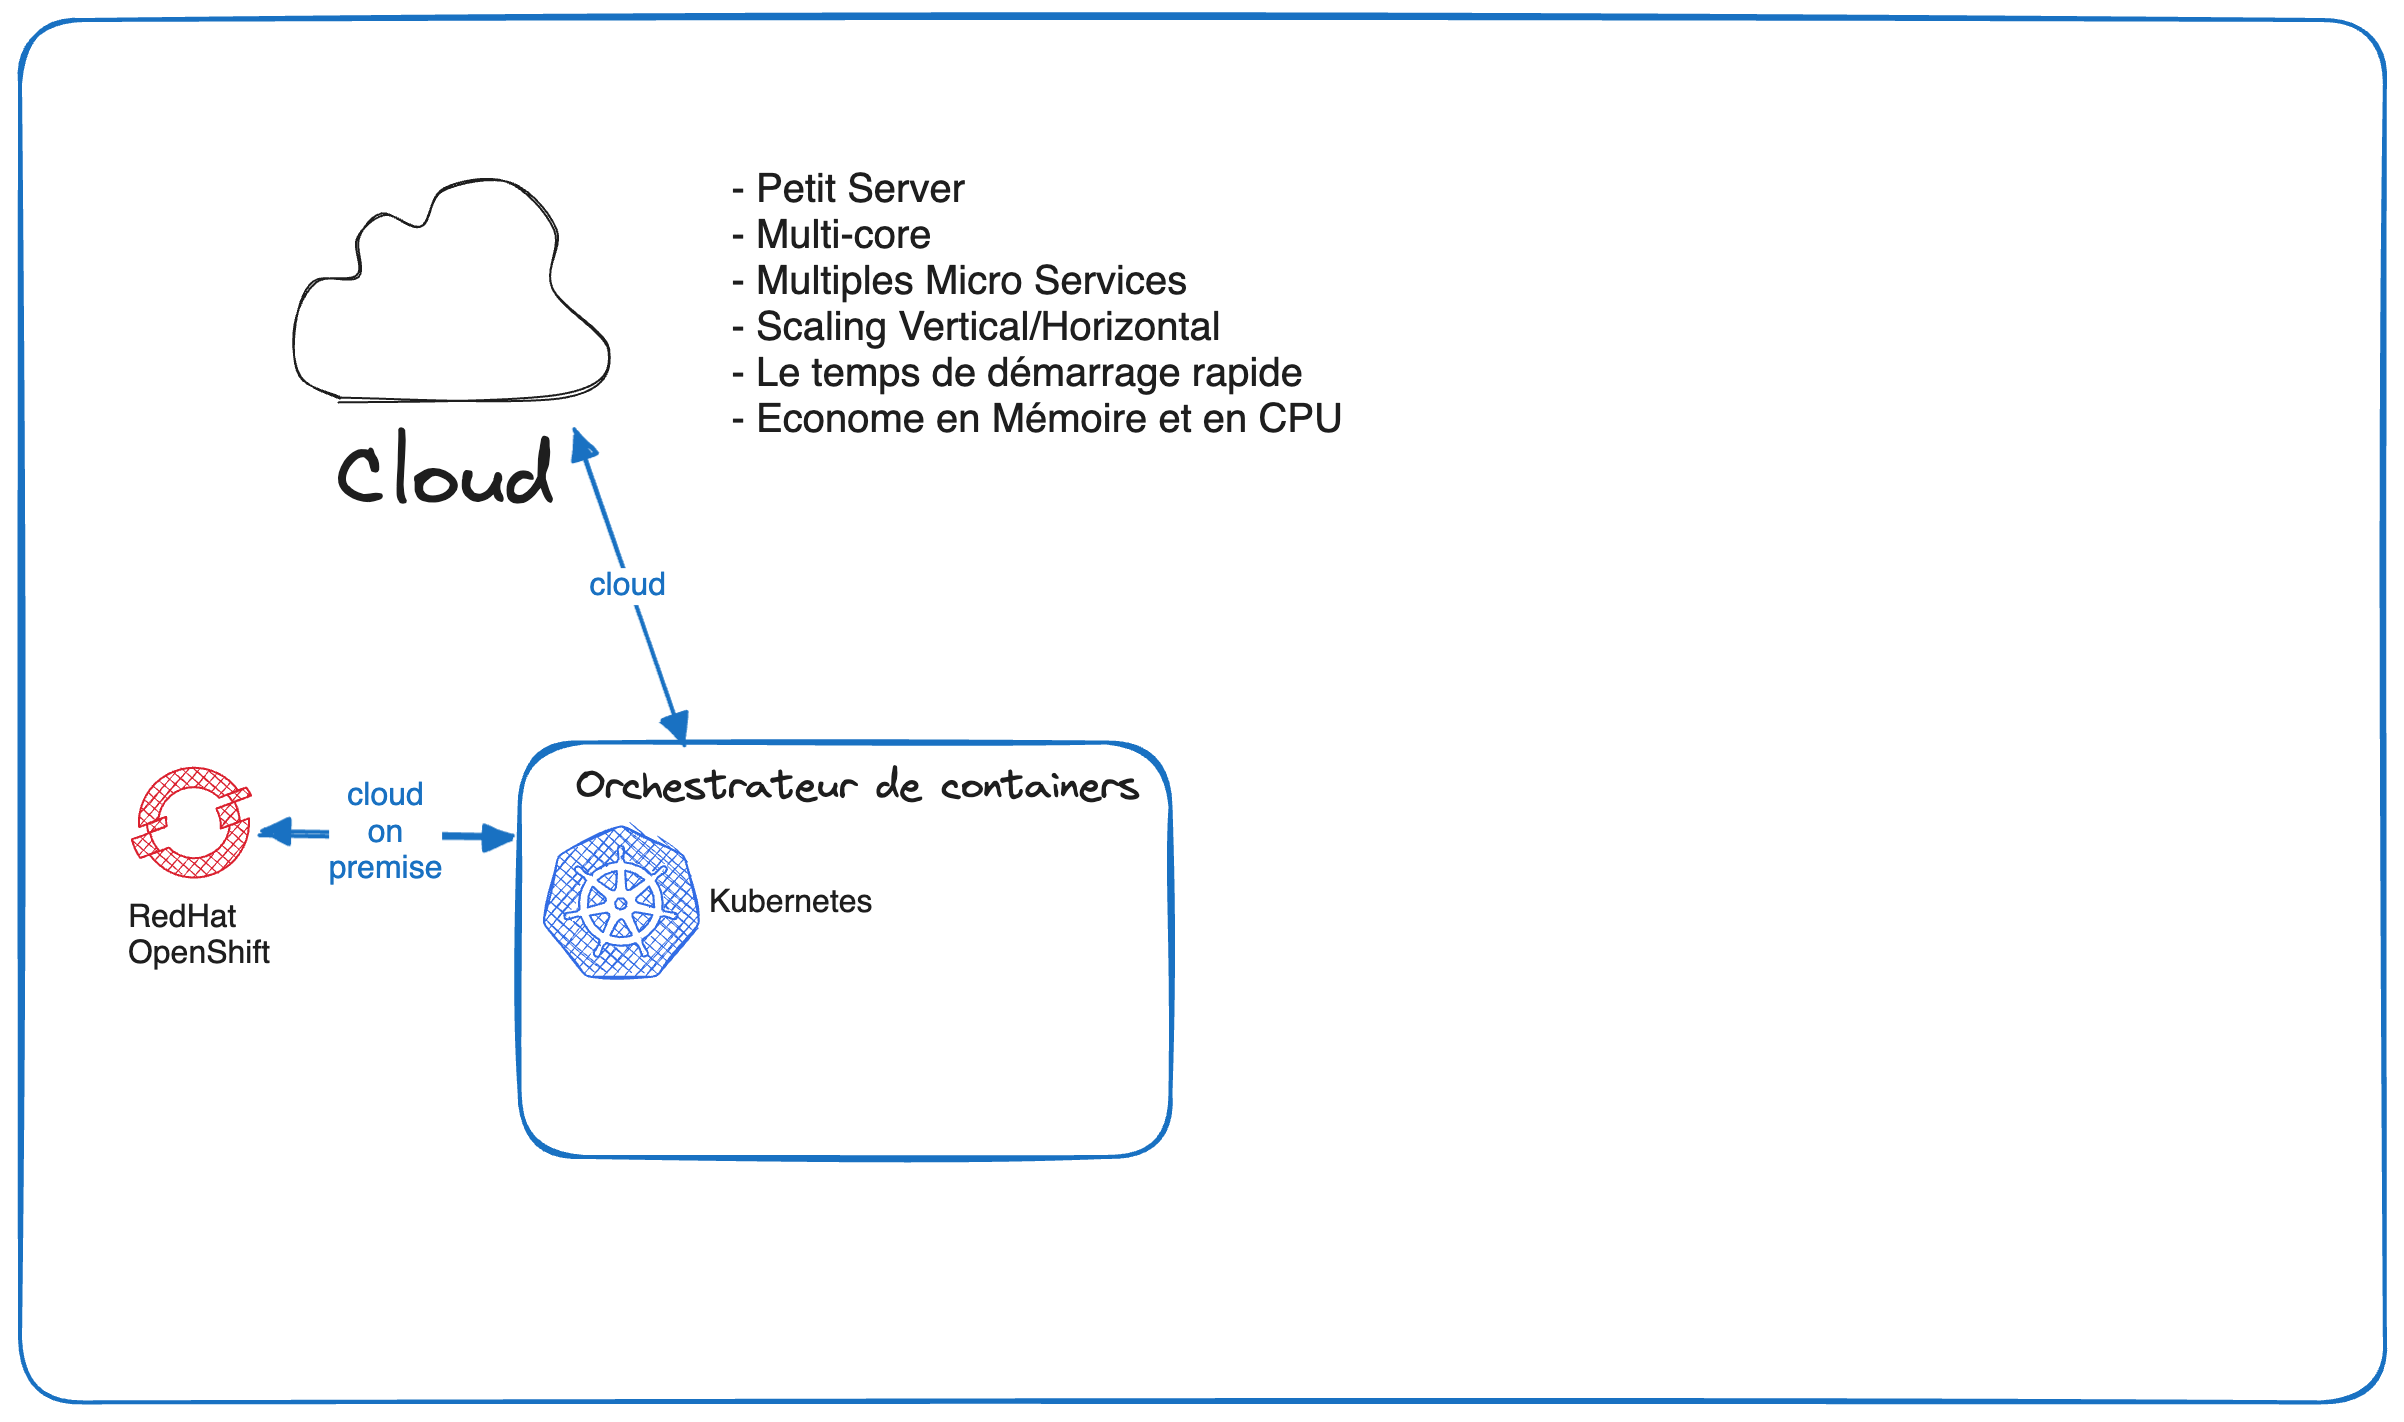 - Petit Server
- Multi-core
- Multiples Micro Services
- Scaling Vertical/Horizontal
- Le temps de démarrage rapide
- Econome en Mémoire et en CPU
Cloud
cloud
Orchestrateur de containers
cloud
on
premise
Kubernetes
RedHat
OpenShift